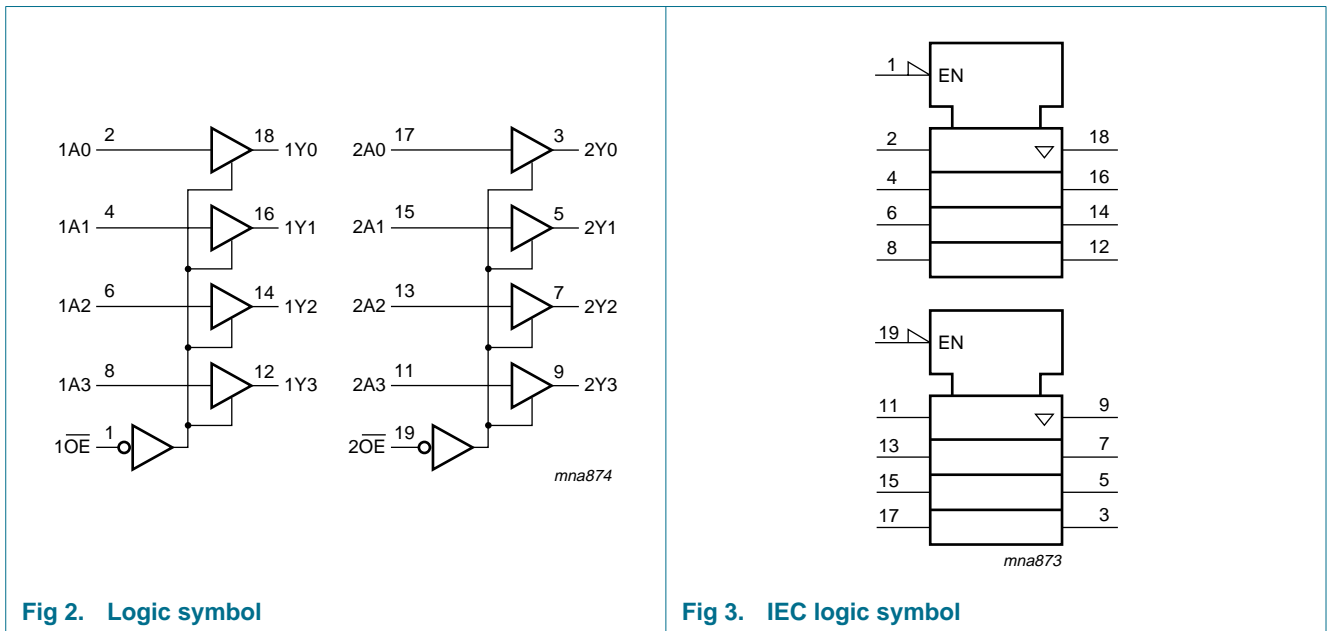 1A0 2 18 1Y0
1A1 4 16 1Y1
1A2 6 14 1Y2
1A3 8 12 1Y3
1O̅E̅ 1
2A0 17 3 2Y0
2A1 15 5 2Y1
2A2 13 7 2Y2
2A3 11 9 2Y3
2O̅E̅ 19
mna874
Fig 2. Logic symbol
1 EN
2 18
4 16
6 14
8 12
19 EN
11 9
13 7
15 5
17 3
mna873
Fig 3. IEC logic symbol